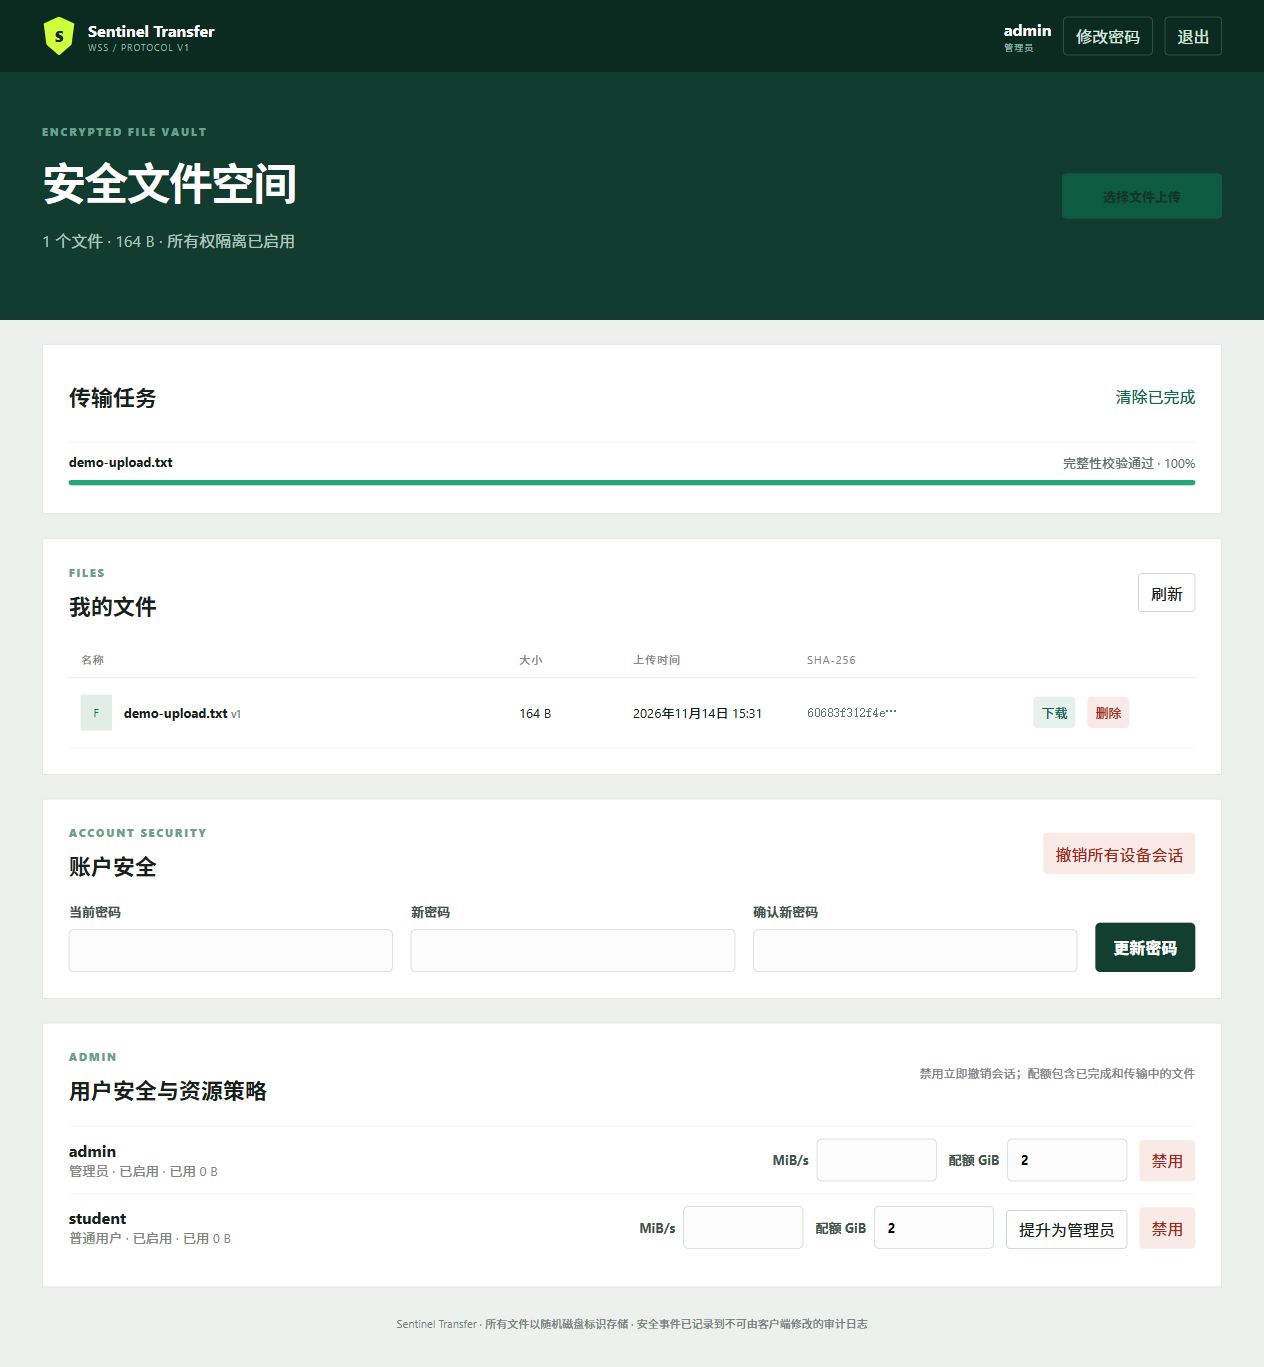 S
Sentinel Transfer
WSS / PROTOCOL V1
admin
管理员
修改密码
退出
ENCRYPTED FILE VAULT
安全文件空间
1 个文件 · 164 B · 所有权隔离已启用
选择文件上传
传输任务
清除已完成
demo-upload.txt
完整性校验通过 · 100%
FILES
我的文件
刷新
名称 大小 上传时间 SHA-256
F demo-upload.txt v1 164 B 2026年11月14日 15:31 60683f312f4e… 下载 删除
ACCOUNT SECURITY
账户安全
撤销所有设备会话
当前密码 新密码 确认新密码
更新密码
ADMIN
用户安全与资源策略
禁用立即撤销会话；配额包含已完成和传输中的文件
admin
管理员 · 已启用 · 已用 0 B
MiB/s 配额 GiB 2 禁用
student
普通用户 · 已启用 · 已用 0 B
MiB/s 配额 GiB 2 提升为管理员 禁用
Sentinel Transfer · 所有文件以随机磁盘标识存储 · 安全事件已记录到不可由客户端修改的审计日志